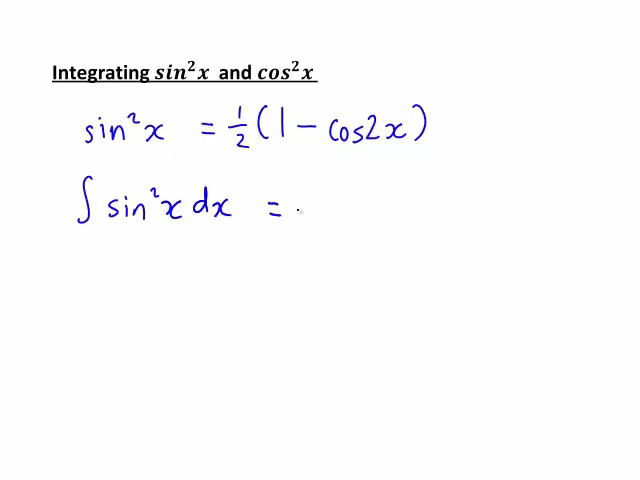 Integrating sin²x and cos²x
sin²x = ½ (1 − cos2x)
∫ sin²x dx =